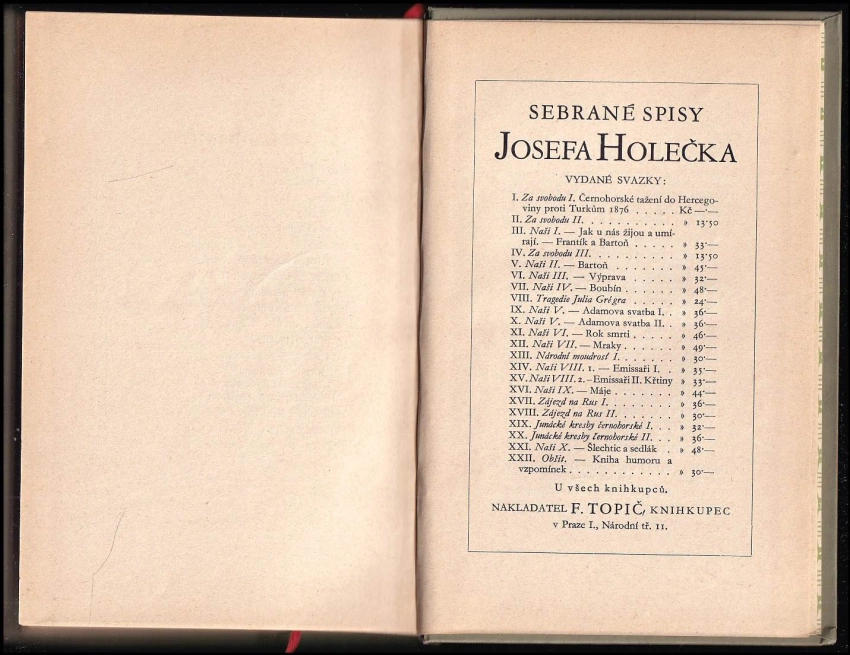 SEBRANÉ SPISY
JOSEFA HOLEČKA
VYDANÉ SVAZKY:
I. Za svobodu I. Černohorské tažení do Hercego-
viny proti Turkům 1876 . . . . . Kč —·—
II. Za svobodu II. . . . . . . . . . . » 13·50
III. Naši I. — Jak u nás žijou a umí-
rají. — Frantík a Bartoň . . . . . » 33·—
IV. Za svobodu III. . . . . . . . . . » 13·50
V. Naši II. — Bartoň . . . . . . . » 45·—
VI. Naši III. — Výprava . . . . . . » 32·—
VII. Naši IV. — Boubín . . . . . . » 48·—
VIII. Tragedie Julia Grégra . . . . . » 24·—
IX. Naši V. — Adamova svatba I. . » 36·—
X. Naši V. — Adamova svatba II. . » 36·—
XI. Naši VI. — Rok smrti . . . . . » 46·—
XII. Naši VII. — Mraky . . . . . . » 49·—
XIII. Národní moudrost I. . . . . . . » 30·—
XIV. Naši VIII. 1. — Emissaři I. . » 35·—
XV. Naši VIII. 2. – Emissaři II. Křtiny » 33·—
XVI. Naši IX. — Máje . . . . . . . » 44·—
XVII. Zájezd na Rus I. . . . . . . . » 36·—
XVIII. Zájezd na Rus II. . . . . . . » 30·—
XIX. Junácké kresby černohorské I. . . » 32·—
XX. Junácké kresby černohorské II. . . » 36·—
XXI. Naši X. — Šlechtic a sedlák . » 48·—
XXII. Obžit. — Kniha humoru a
vzpomínek . . . . . . . . . . . . » 30·—
U všech knihkupců.
NAKLADATEL F. TOPIČ, KNIHKUPEC
v Praze I., Národní tř. 11.